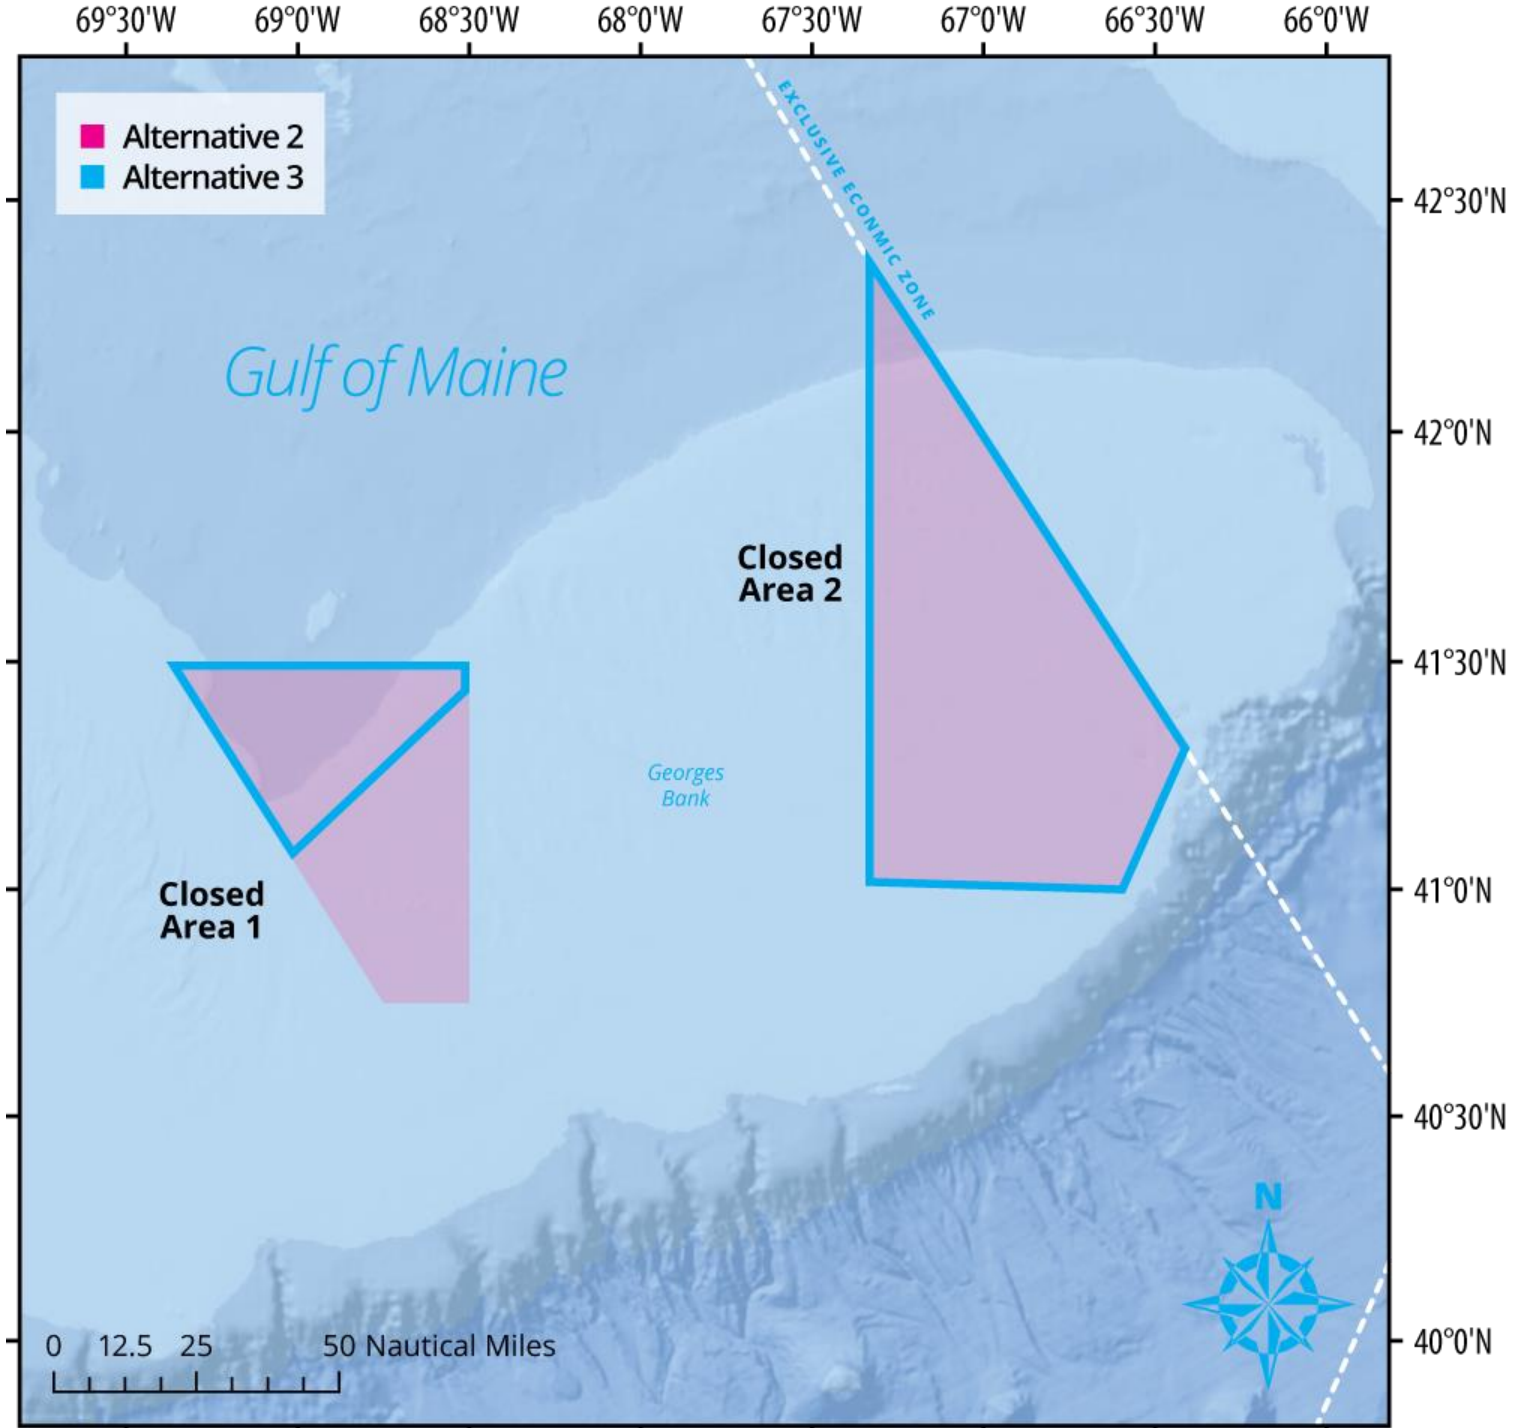 69°30'W 69°0'W 68°30'W 68°0'W 67°30'W 67°0'W 66°30'W 66°0'W
Alternative 2
Alternative 3
EXCLUSIVE ECONMIC ZONE
42°30'N
Gulf of Maine
42°0'N
Closed
Area 2
41°30'N
Georges
Bank
Closed
Area 1
41°0'N
40°30'N
N
0 12.5 25 50 Nautical Miles
40°0'N